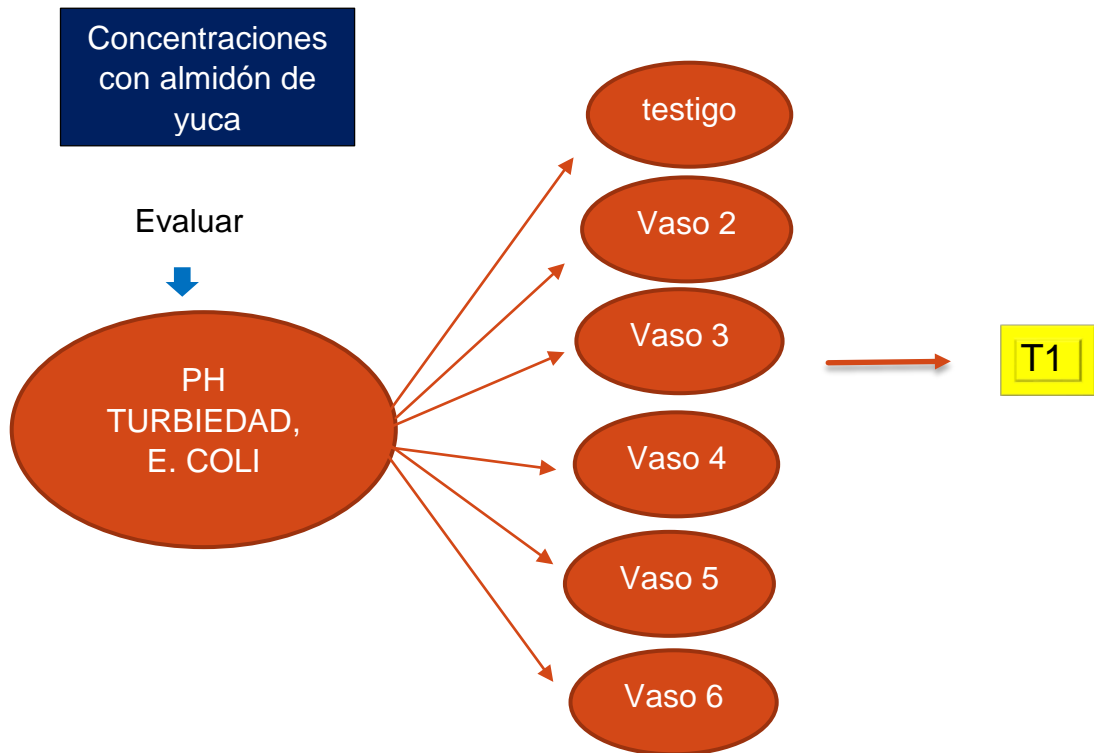 Concentraciones
con almidón de
yuca
Evaluar
PH
TURBIEDAD,
E. COLI
testigo
Vaso 2
Vaso 3
Vaso 4
Vaso 5
Vaso 6
T1